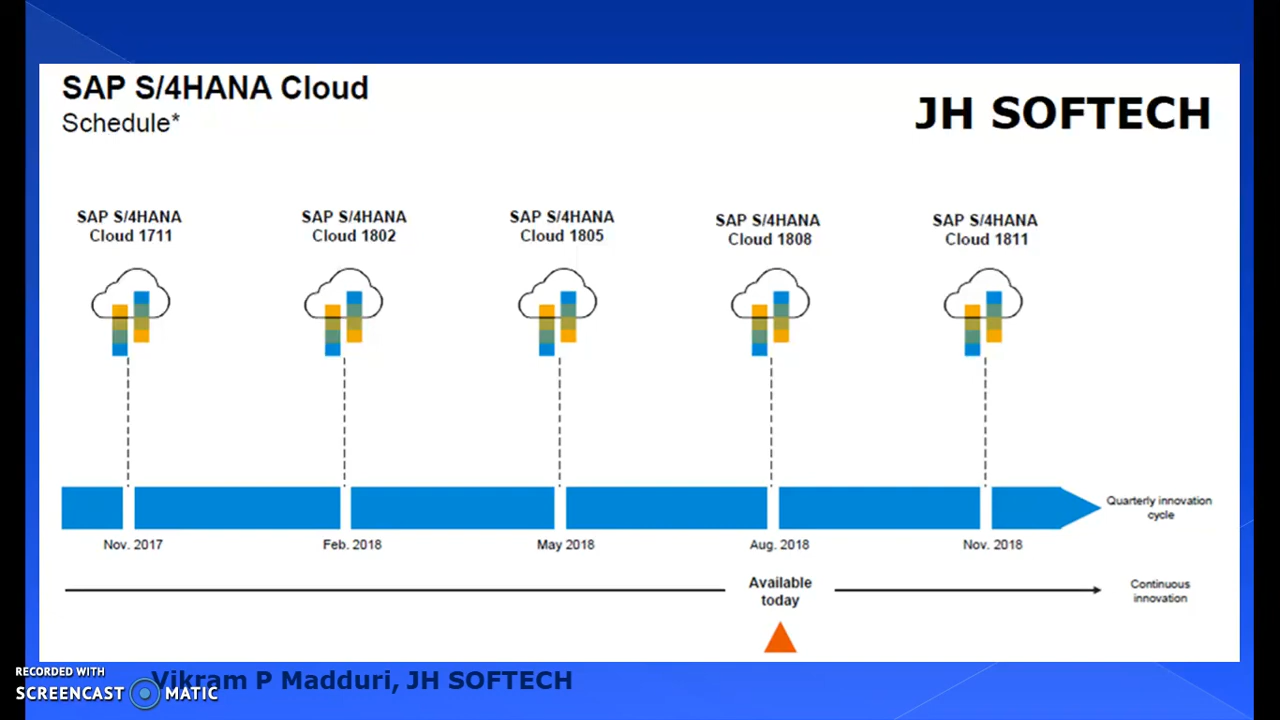 SAP S/4HANA Cloud
Schedule*
JH SOFTECH
SAP S/4HANA
Cloud 1711
SAP S/4HANA
Cloud 1802
SAP S/4HANA
Cloud 1805
SAP S/4HANA
Cloud 1808
SAP S/4HANA
Cloud 1811
Quarterly innovation
cycle
Nov. 2017
Feb. 2018
May 2018
Aug. 2018
Nov. 2018
Available
today
Continuous
innovation
RECORDED WITH
SCREENCAST MATIC
Vikram P Madduri, JH SOFTECH